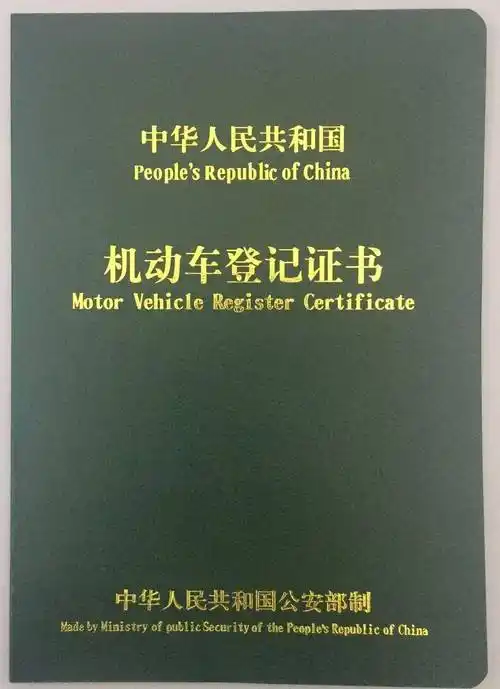 中华人民共和国
People's Republic of China
机动车登记证书
Motor Vehicle Register Certificate
中华人民共和国公安部制
Made by Ministry of public Security of the People's Republic of China